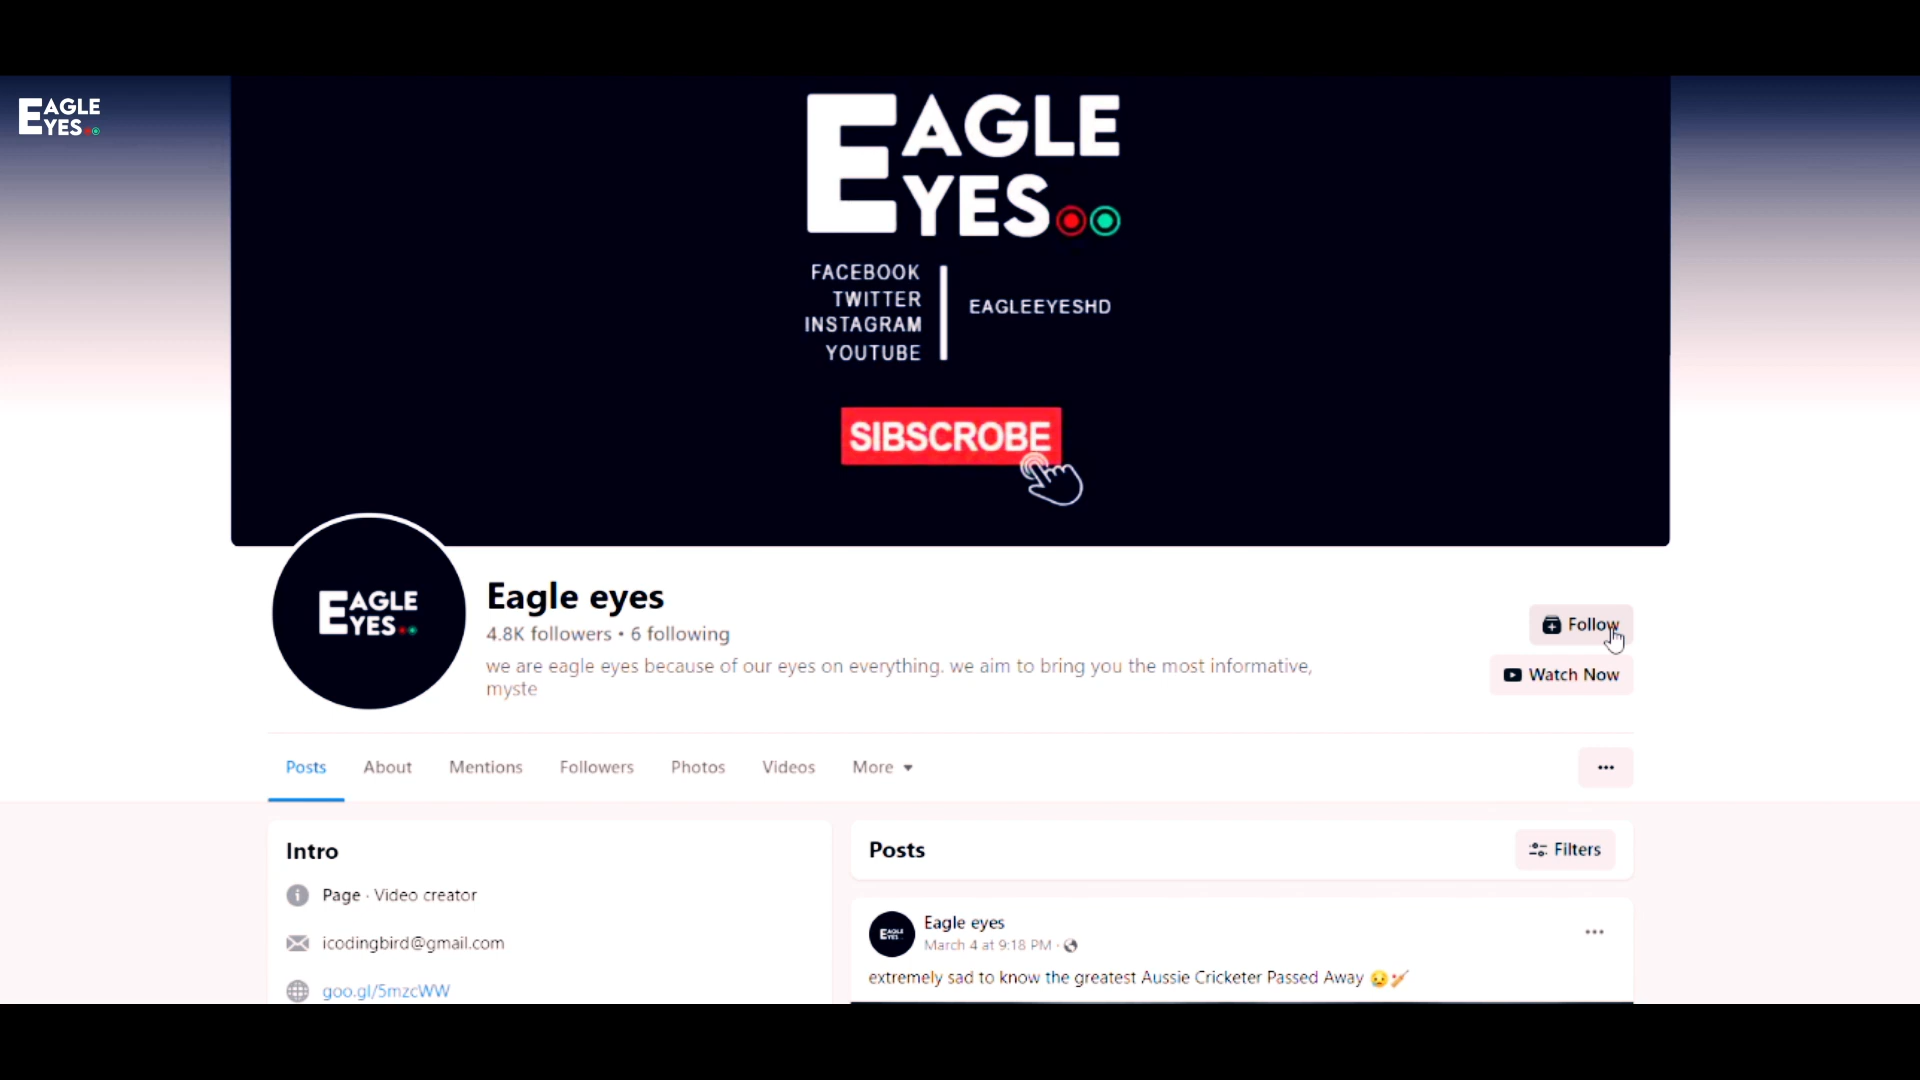 EAGLE
EYES
EAGLE
EYES
FACEBOOK
TWITTER
INSTAGRAM
YOUTUBE
EAGLEEYESHD
SIBSCROBE
EAGLE
EYES
Eagle eyes
4.8K followers • 6 following
we are eagle eyes because of our eyes on everything. we aim to bring you the most informative,
myste
Follow
Watch Now
Posts
About
Mentions
Followers
Photos
Videos
More
Intro
Page · Video creator
icodingbird@gmail.com
goo.gl/5mzcWW
Posts
Filters
EAGLE
EYES
Eagle eyes
March 4 at 9:18 PM ·
extremely sad to know the greatest Aussie Cricketer Passed Away 😢🏏